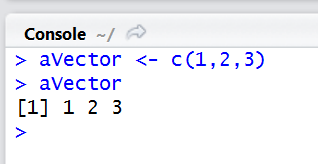 Console ~/
> aVector <- c(1,2,3)
> aVector
[1] 1 2 3
>